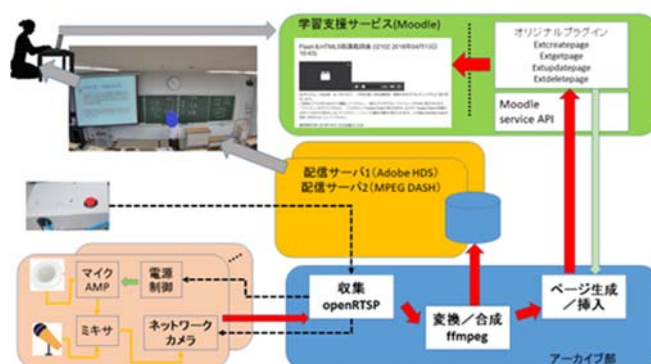 学習支援サービス(Moodle)
オリジナルプラグイン
Extcreatepage
Extgetpage
Extupdatepage
Extdeletepage
Moodle
service API
配信サーバ1(Adobe HDS)
配信サーバ2(MPEG DASH)
マイク
AMP
電源
制御
ミキサ
ネットワーク
カメラ
収集
openRTSP
変換/合成
ffmpeg
ページ生成
/挿入
アーカイブ部